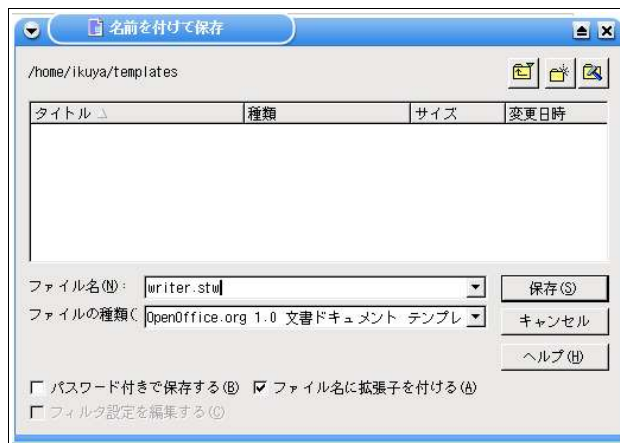 名前を付けて保存
/home/ikuya/templates
タイトル 種類 サイズ 変更日時
ファイル名(N): writer.stw 保存(S)
ファイルの種類( OpenOffice.org 1.0 文書ドキュメント テンプレ キャンセル
ヘルプ(H)
パスワード付きで保存する(B) ファイル名に拡張子を付ける(A)
フィルタ設定を編集する(C)